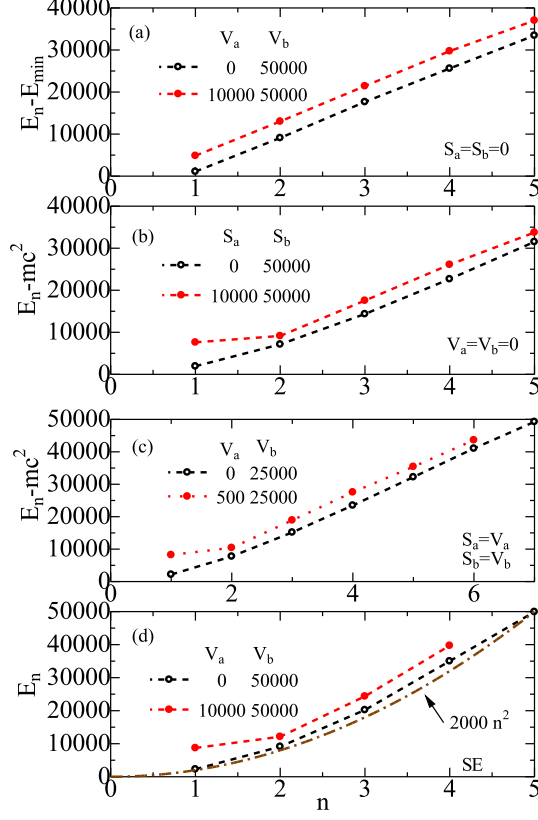 40000
(a)
V_a V_b
30000
0 50000
20000
10000 50000
10000
S_a=S_b=0
0
E_n-E_min
0 1 2 3 4 5
40000
(b)
S_a S_b
30000
0 50000
20000
10000 50000
10000
V_a=V_b=0
0
E_n-mc^2
0 1 2 3 4 5
50000
(c)
V_a V_b
40000
0 25000
30000
500 25000
20000
10000
S_a=V_a
S_b=V_b
0
E_n-mc^2
0 2 4 6
50000
(d)
V_a V_b
40000
0 50000
30000
10000 50000
20000
2000 n^2
10000
SE
0
E_n
0 1 2 3 4 5
n